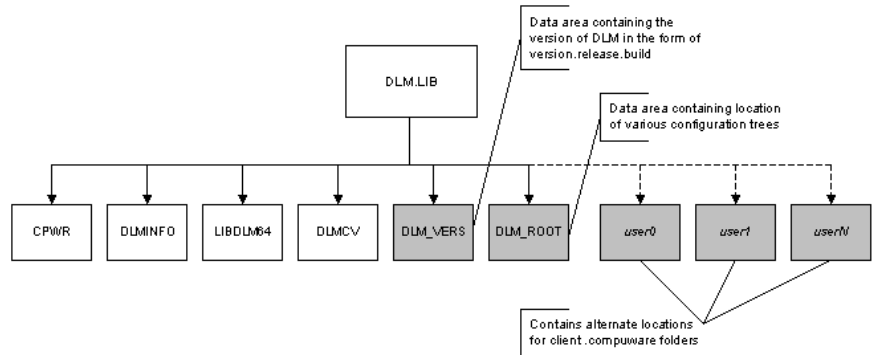 Data area containing the
version of DLM in the form of
version.release.build
DLM.LIB
Data area containing location
of various configuration trees
CPWR
DLMINFO
LIBDLM64
DLMCV
DLM_VERS
DLM_ROOT
user0
user1
userN
Contains alternate locations
for client .compuware folders